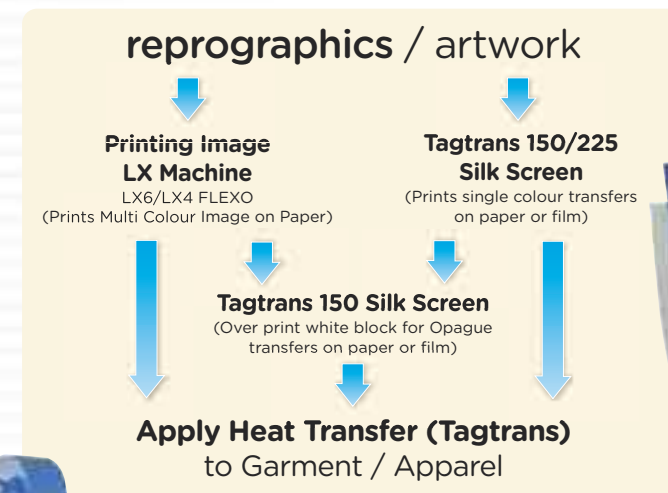 reprographics / artwork
Printing Image
LX Machine
LX6/LX4 FLEXO
(Prints Multi Colour Image on Paper)
Tagtrans 150/225
Silk Screen
(Prints single colour transfers
on paper or film)
Tagtrans 150 Silk Screen
(Over print white block for Opague
transfers on paper or film)
Apply Heat Transfer (Tagtrans)
to Garment / Apparel